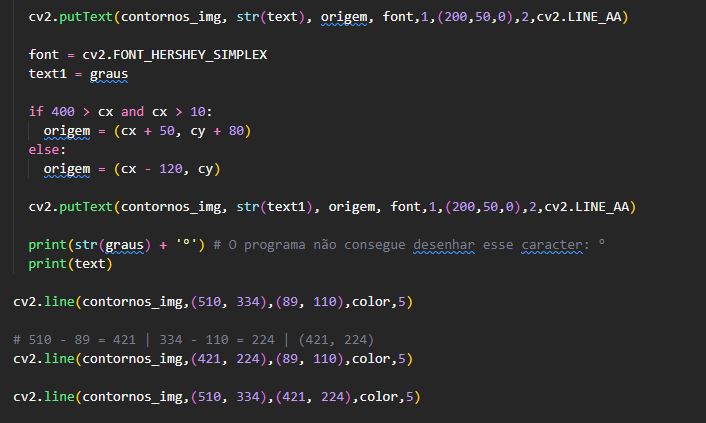 cv2.putText(contornos_img, str(text), origem, font,1,(200,50,0),2,cv2.LINE_AA)
font = cv2.FONT_HERSHEY_SIMPLEX
text1 = graus
if 400 > cx and cx > 10:
origem = (cx + 50, cy + 80)
else:
origem = (cx - 120, cy)
cv2.putText(contornos_img, str(text1), origem, font,1,(200,50,0),2,cv2.LINE_AA)
print(str(graus) + 'º') # O programa não consegue desenhar esse caracter: º
print(text)
cv2.line(contornos_img,(510, 334),(89, 110),color,5)
# 510 - 89 = 421 | 334 - 110 = 224 | (421, 224)
cv2.line(contornos_img,(421, 224),(89, 110),color,5)
cv2.line(contornos_img,(510, 334),(421, 224),color,5)